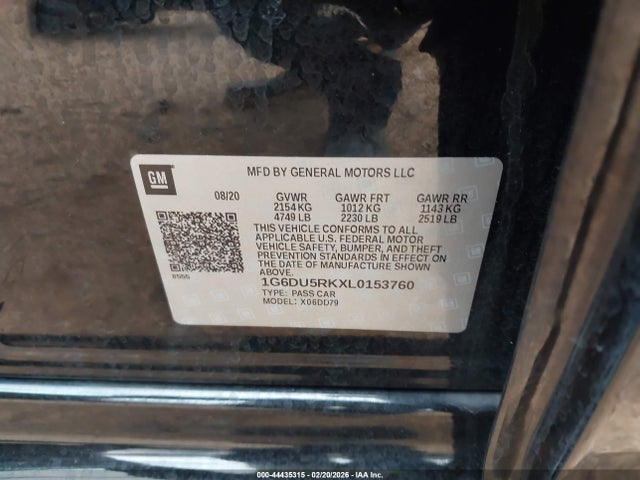 GM
MFD BY GENERAL MOTORS LLC
08/20 GVWR GAWR FRT GAWR RR
2154 KG 1012 KG 1143 KG
4749 LB 2230 LB 2519 LB
THIS VEHICLE CONFORMS TO ALL
APPLICABLE U.S. FEDERAL MOTOR
VEHICLE SAFETY, BUMPER, AND THEFT
PREVENTION STANDARDS IN EFFECT ON
THE DATE OF MANUFACTURE SHOWN
ABOVE.
1G6DU5RKXL0153760
TYPE: PASS CAR
MODEL: X06DD79
000-44435315 - 02/20/2026 - IAA Inc.